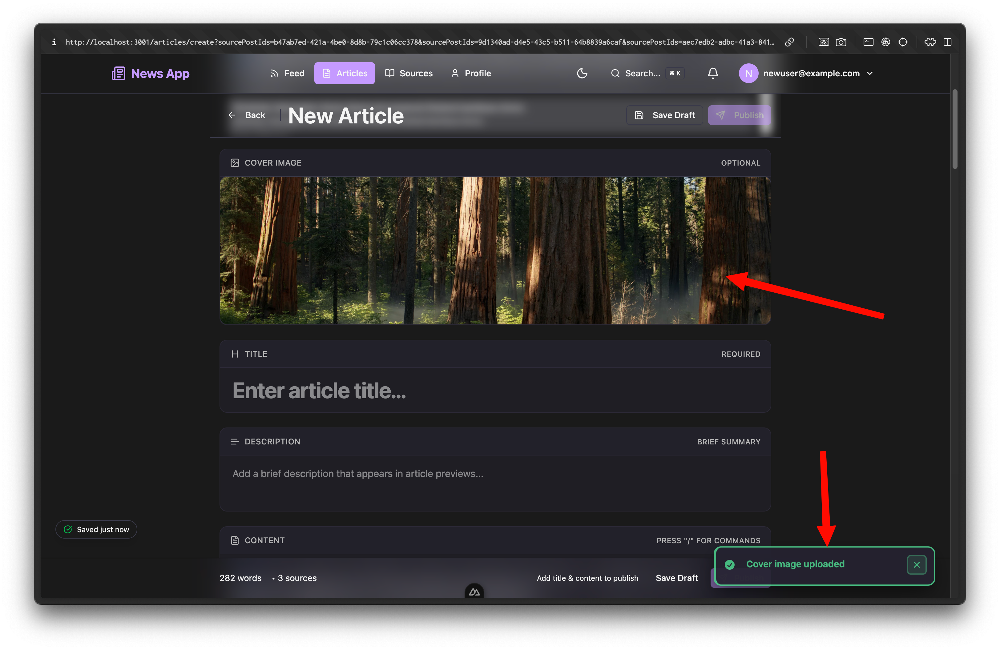 http://localhost:3001/articles/create?sourcePostIds=b47ab7ed-421a-4be0-8d8b-79c1c06cc378&sourcePostIds=9d1340ad-d4e5-43c5-b511-64b8839a6caf&sourcePostIds=aec7edb2-adbc-41a3-841...
News App
Feed
Articles
Sources
Profile
Search...
⌘ K
N
newuser@example.com
Back
New Article
Save Draft
Publish
COVER IMAGE
OPTIONAL
TITLE
REQUIRED
Enter article title...
DESCRIPTION
BRIEF SUMMARY
Add a brief description that appears in article previews...
Saved just now
CONTENT
PRESS "/" FOR COMMANDS
Cover image uploaded
282 words
• 3 sources
Add title & content to publish
Save Draft